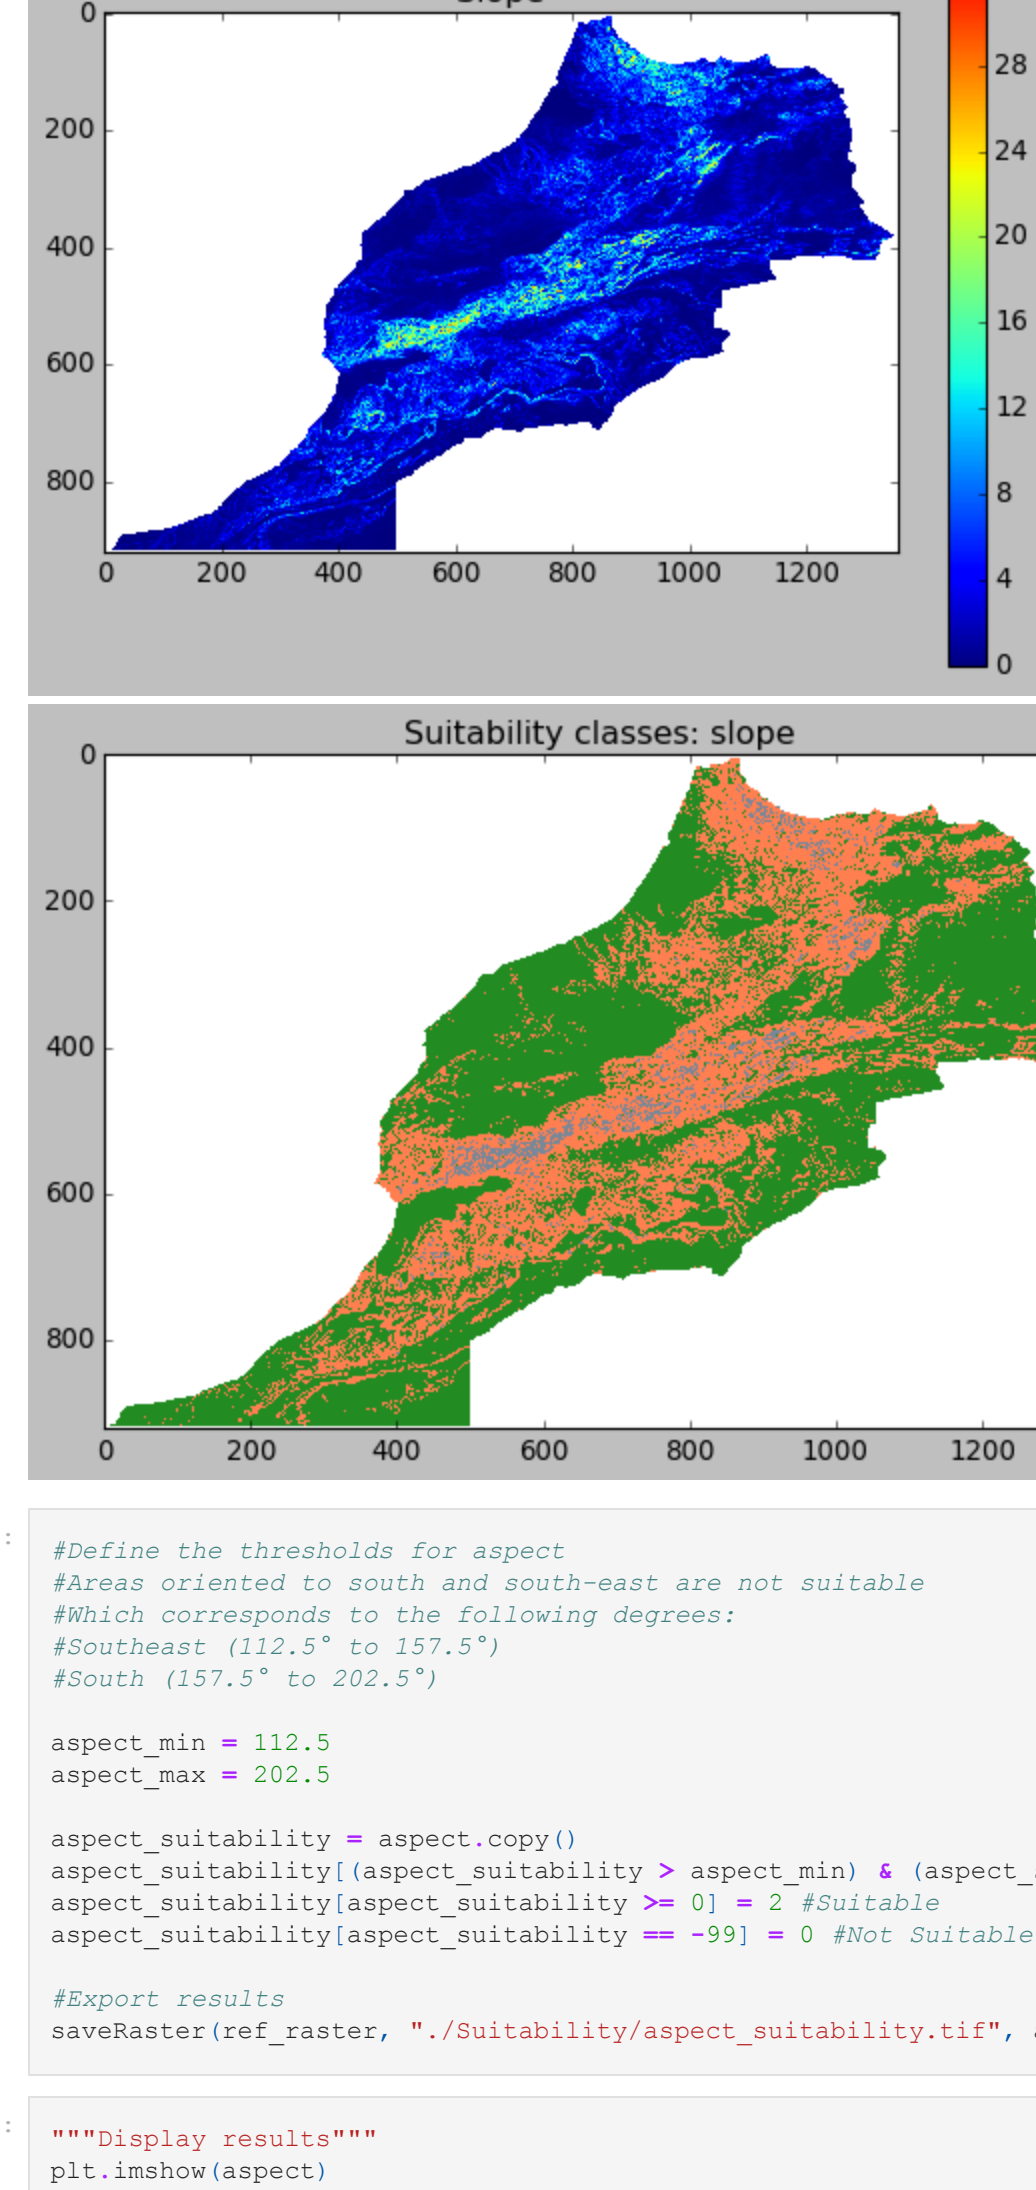 Slope
0
200
400
600
800
0 200 400 600 800 1000 1200
28
24
20
16
12
8
4
0
Suitability classes: slope
0
200
400
600
800
0 200 400 600 800 1000 1200
:
#Define the thresholds for aspect
#Areas oriented to south and south-east are not suitable
#Which corresponds to the following degrees:
#Southeast (112.5° to 157.5°)
#South (157.5° to 202.5°)
aspect_min = 112.5
aspect_max = 202.5
aspect_suitability = aspect.copy()
aspect_suitability[(aspect_suitability > aspect_min) & (aspect_
aspect_suitability[aspect_suitability >= 0] = 2 #Suitable
aspect_suitability[aspect_suitability == -99] = 0 #Not Suitable
#Export results
saveRaster(ref_raster, "./Suitability/aspect_suitability.tif",
:
"""Display results"""
plt.imshow(aspect)